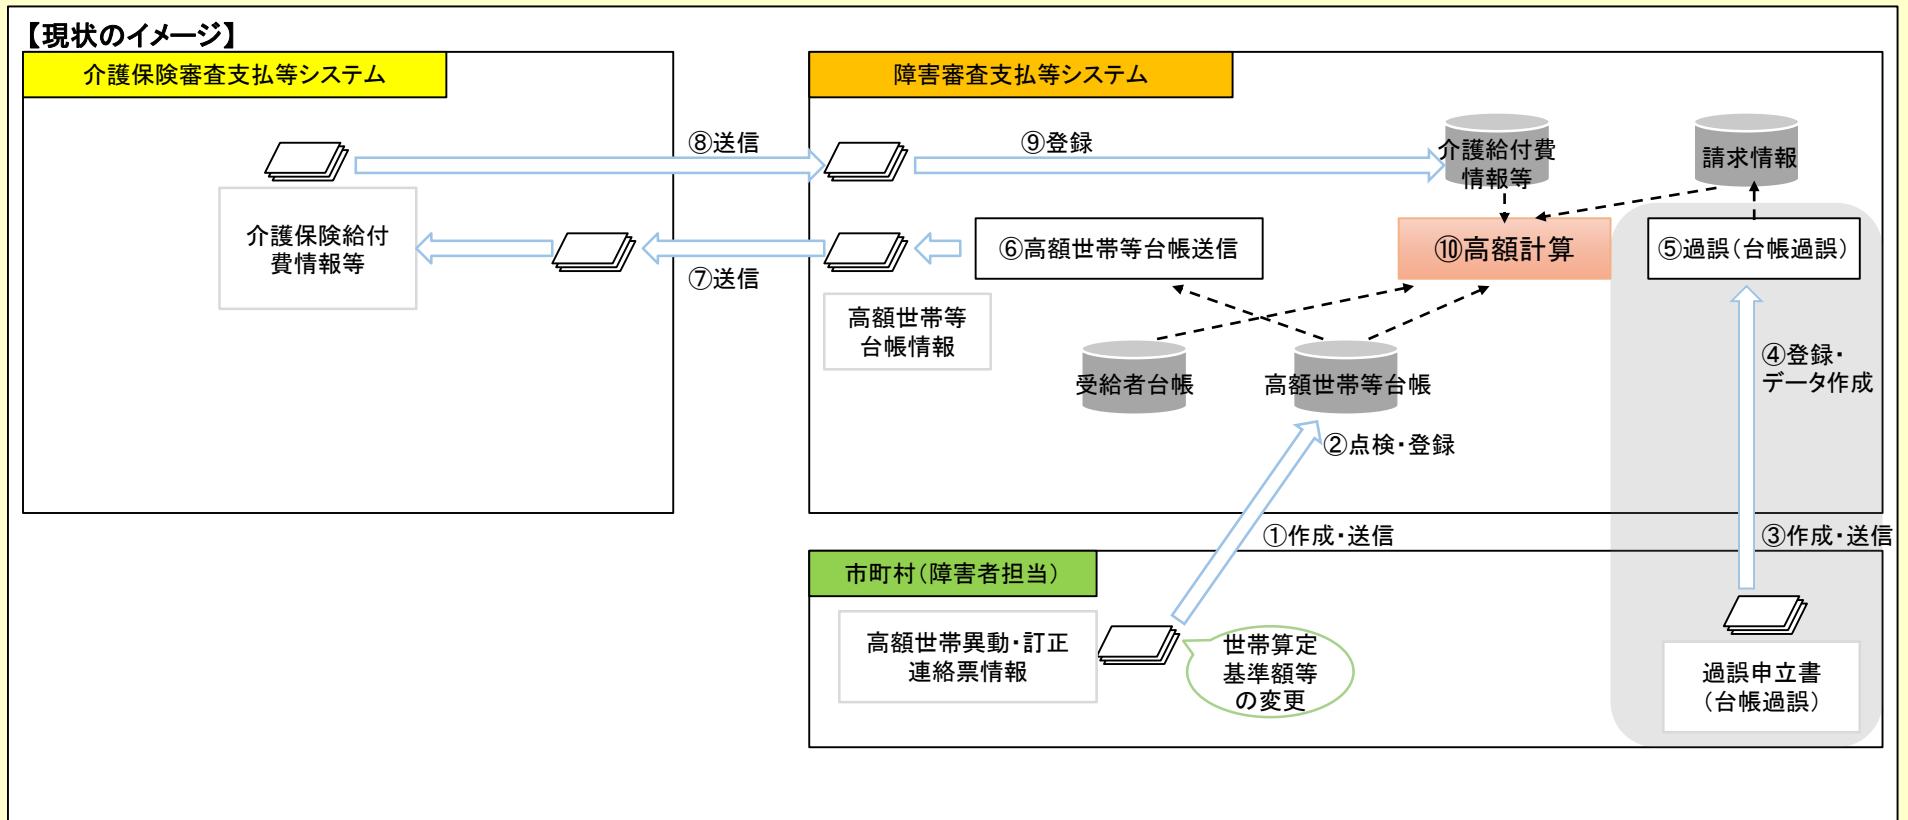 【現状のイメージ】
介護保険審査支払等システム
障害審査支払等システム
⑧送信
⑨登録
介護給付費
情報等
請求情報
介護保険給付
費情報等
⑦送信
⑥高額世帯等台帳送信
⑩高額計算
⑤過誤（台帳過誤）
高額世帯等
台帳情報
受給者台帳
高額世帯等台帳
④登録・
データ作成
②点検・登録
①作成・送信
③作成・送信
市町村（障害者担当）
高額世帯異動・訂正
連絡票情報
世帯算定
基準額等
の変更
過誤申立書
（台帳過誤）